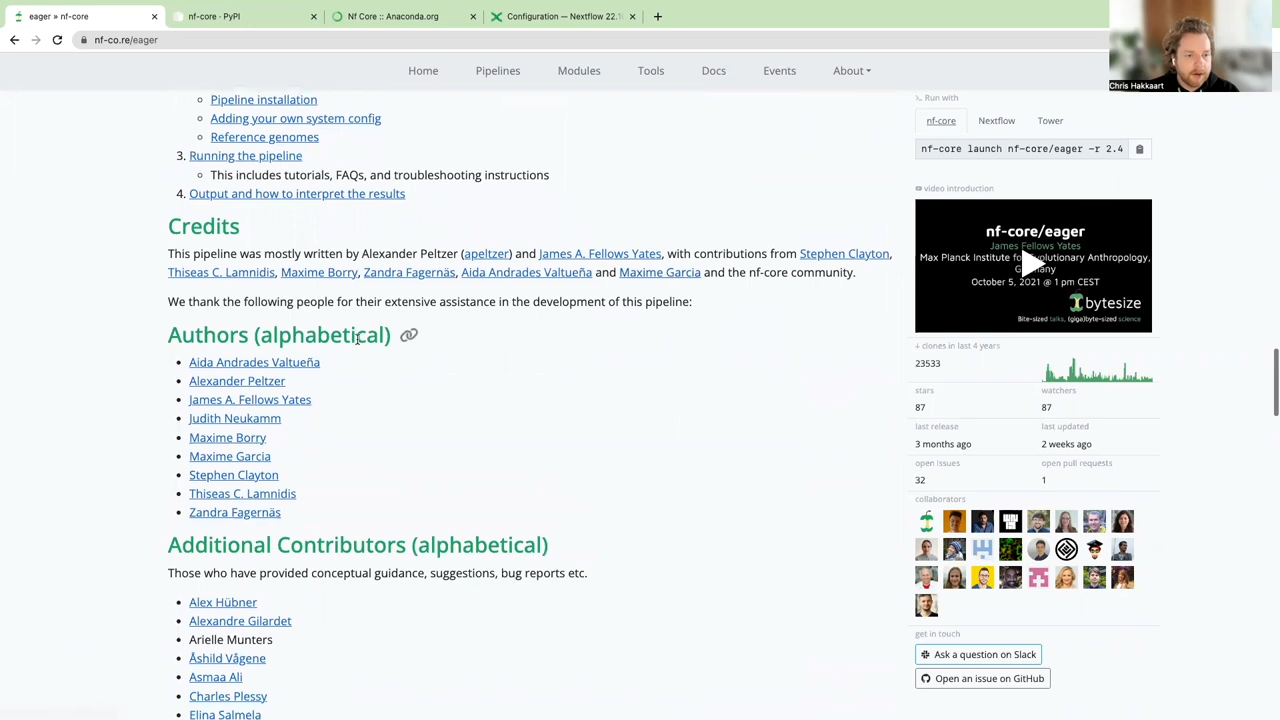 eager » nf-core
nf-core · PyPI
Nf Core :: Anaconda.org
Configuration — Nextflow 22.1
nf-co.re/eager
Chris Hakkaart
Home
Pipelines
Modules
Tools
Docs
Events
About
Pipeline installation
Adding your own system config
Reference genomes
3. Running the pipeline
This includes tutorials, FAQs, and troubleshooting instructions
4. Output and how to interpret the results
Credits
This pipeline was mostly written by Alexander Peltzer (apeltzer) and James A. Fellows Yates, with contributions from Stephen Clayton,
Thiseas C. Lamnidis, Maxime Borry, Zandra Fagernäs, Aida Andrades Valtueña and Maxime Garcia and the nf-core community.
We thank the following people for their extensive assistance in the development of this pipeline:
Authors (alphabetical)
Aida Andrades Valtueña
Alexander Peltzer
James A. Fellows Yates
Judith Neukamm
Maxime Borry
Maxime Garcia
Stephen Clayton
Thiseas C. Lamnidis
Zandra Fagernäs
Additional Contributors (alphabetical)
Those who have provided conceptual guidance, suggestions, bug reports etc.
Alex Hübner
Alexandre Gilardet
Arielle Munters
Åshild Vågene
Asmaa Ali
Charles Plessy
Elina Salmela
Run with
nf-core
Nextflow
Tower
nf-core launch nf-core/eager -r 2.4
video introduction
nf-core/eager
James Fellows Yates
Max Planck Institute for Evolutionary Anthropology,
Germany
October 5, 2021 @ 1 pm CEST
bytesize
Bite-sized talks, (giga)byte-sized science
clones in last 4 years
23533
stars
watchers
87
87
last release
last updated
3 months ago
2 weeks ago
open issues
open pull requests
32
1
collaborators
get in touch
Ask a question on Slack
Open an issue on GitHub